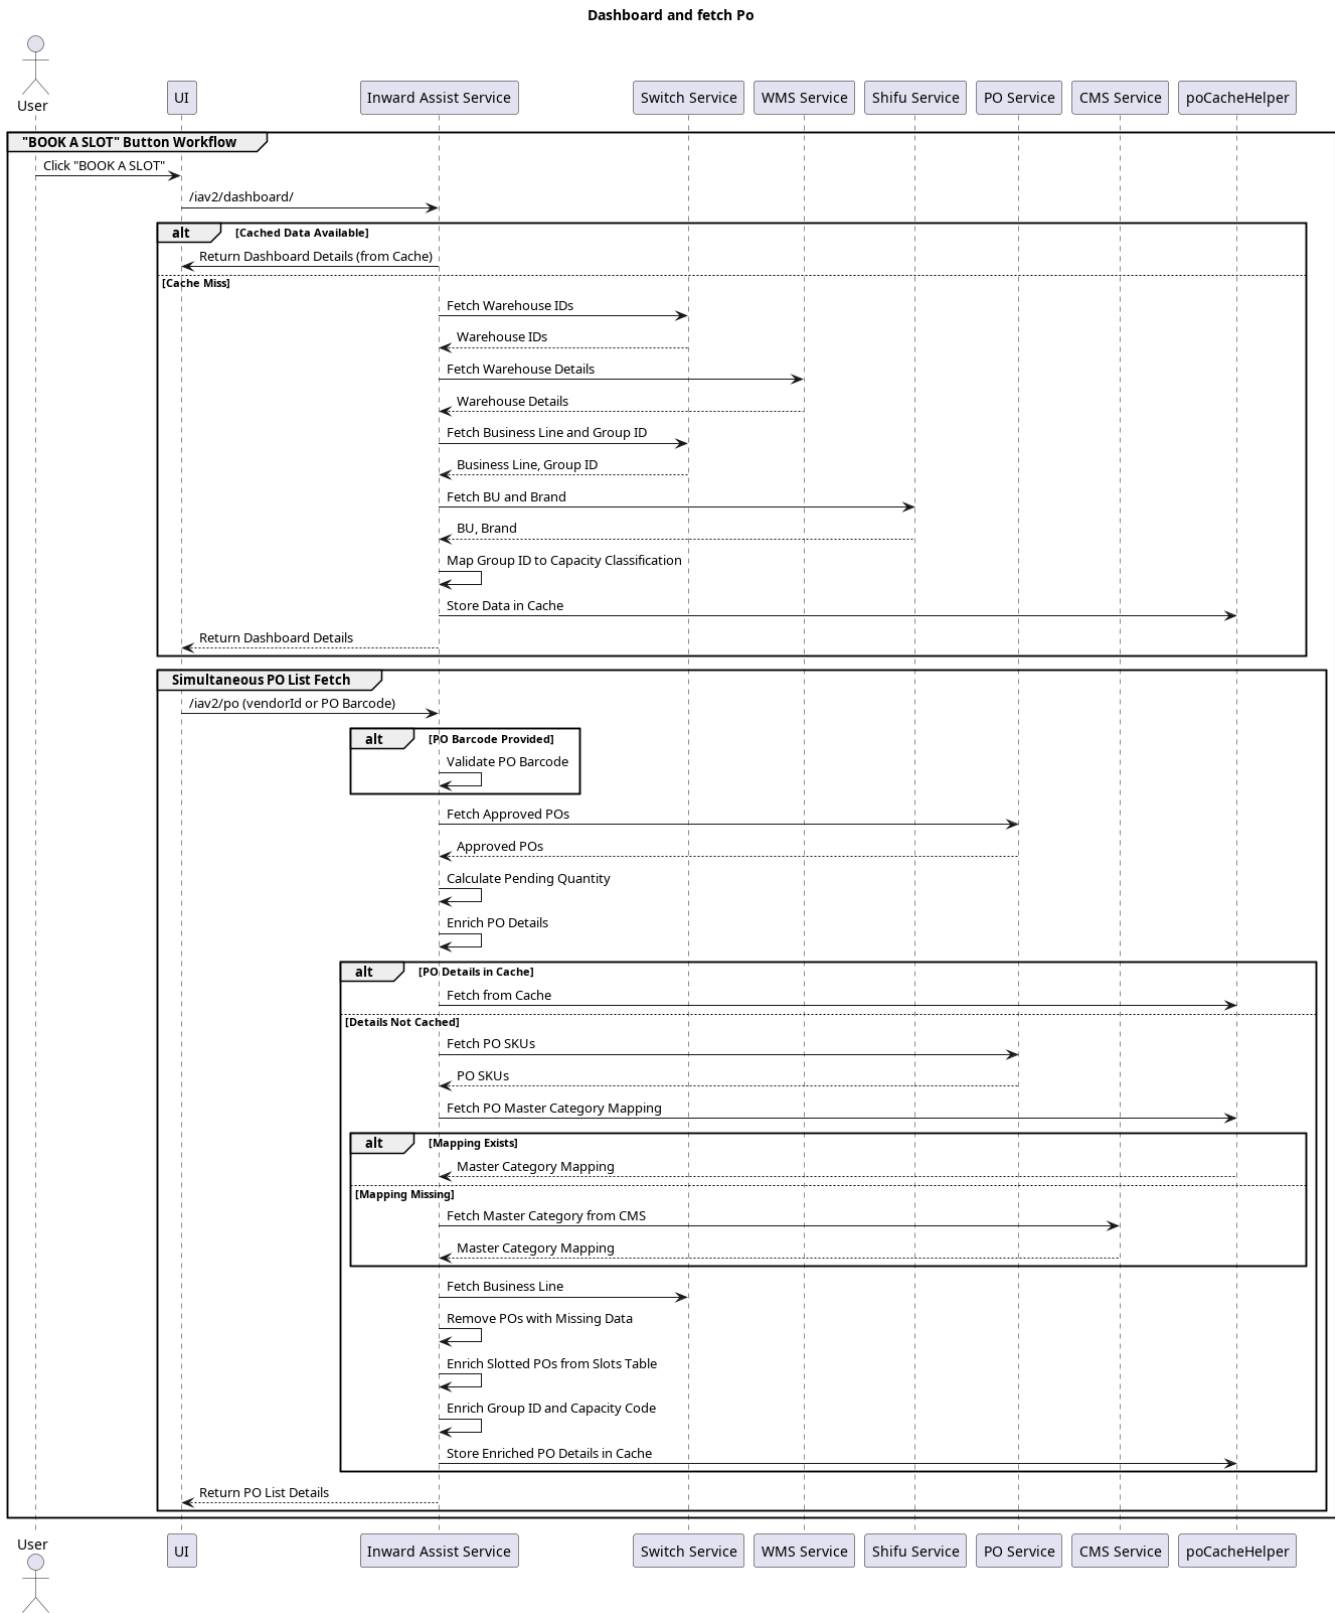 Dashboard and fetch Po
User
UI
Inward Assist Service
Switch Service
WMS Service
Shifu Service
PO Service
CMS Service
poCacheHelper
"BOOK A SLOT" Button Workflow
Click "BOOK A SLOT"
/iav2/dashboard/
alt [Cached Data Available]
Return Dashboard Details (from Cache)
[Cache Miss]
Fetch Warehouse IDs
Warehouse IDs
Fetch Warehouse Details
Warehouse Details
Fetch Business Line and Group ID
Business Line, Group ID
Fetch BU and Brand
BU, Brand
Map Group ID to Capacity Classification
Store Data in Cache
Return Dashboard Details
Simultaneous PO List Fetch
/iav2/po (vendorId or PO Barcode)
alt [PO Barcode Provided]
Validate PO Barcode
Fetch Approved POs
Approved POs
Calculate Pending Quantity
Enrich PO Details
alt [PO Details in Cache]
Fetch from Cache
[Details Not Cached]
Fetch PO SKUs
PO SKUs
Fetch PO Master Category Mapping
alt [Mapping Exists]
Master Category Mapping
[Mapping Missing]
Fetch Master Category from CMS
Master Category Mapping
Fetch Business Line
Remove POs with Missing Data
Enrich Slotted POs from Slots Table
Enrich Group ID and Capacity Code
Store Enriched PO Details in Cache
Return PO List Details
User
UI
Inward Assist Service
Switch Service
WMS Service
Shifu Service
PO Service
CMS Service
poCacheHelper